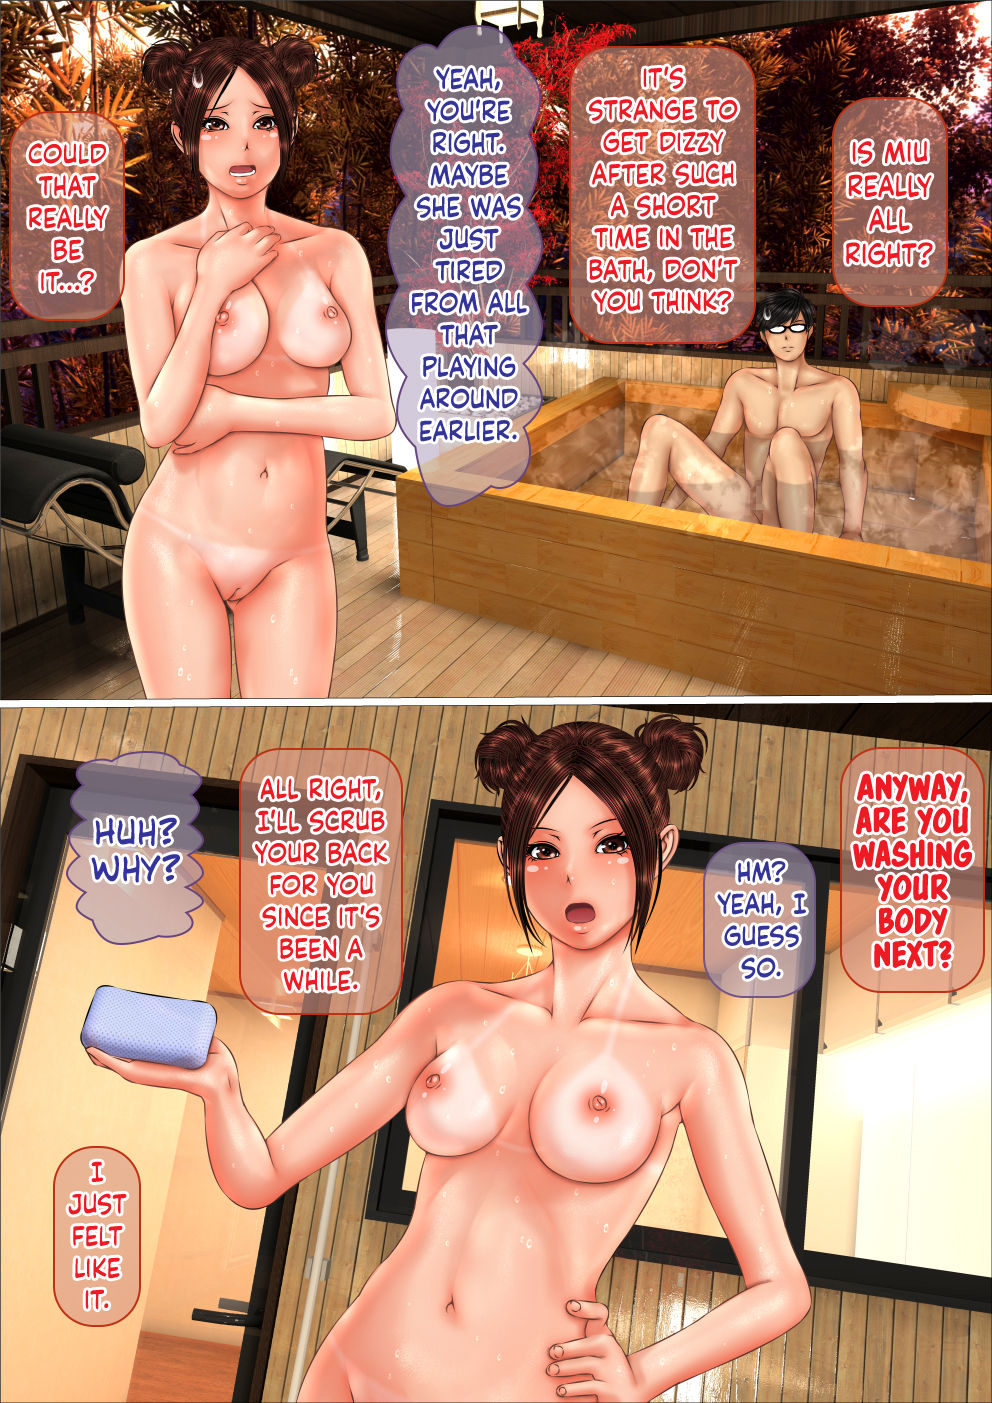 IS MIU
REALLY
ALL
RIGHT?
IT'S
STRANGE TO
GET DIZZY
AFTER SUCH
A SHORT
TIME IN THE
BATH, DON'T
YOU THINK?
YEAH,
YOU'RE
RIGHT.
MAYBE
SHE WAS
JUST
TIRED
FROM ALL
THAT
PLAYING
AROUND
EARLIER.
COULD
THAT
REALLY
BE
IT...?
ANYWAY,
ARE YOU
WASHING
YOUR
BODY
NEXT?
HM?
YEAH, I
GUESS
SO.
ALL RIGHT,
I'LL SCRUB
YOUR BACK
FOR YOU
SINCE IT'S
BEEN A
WHILE.
HUH?
WHY?
I
JUST
FELT
LIKE
IT.